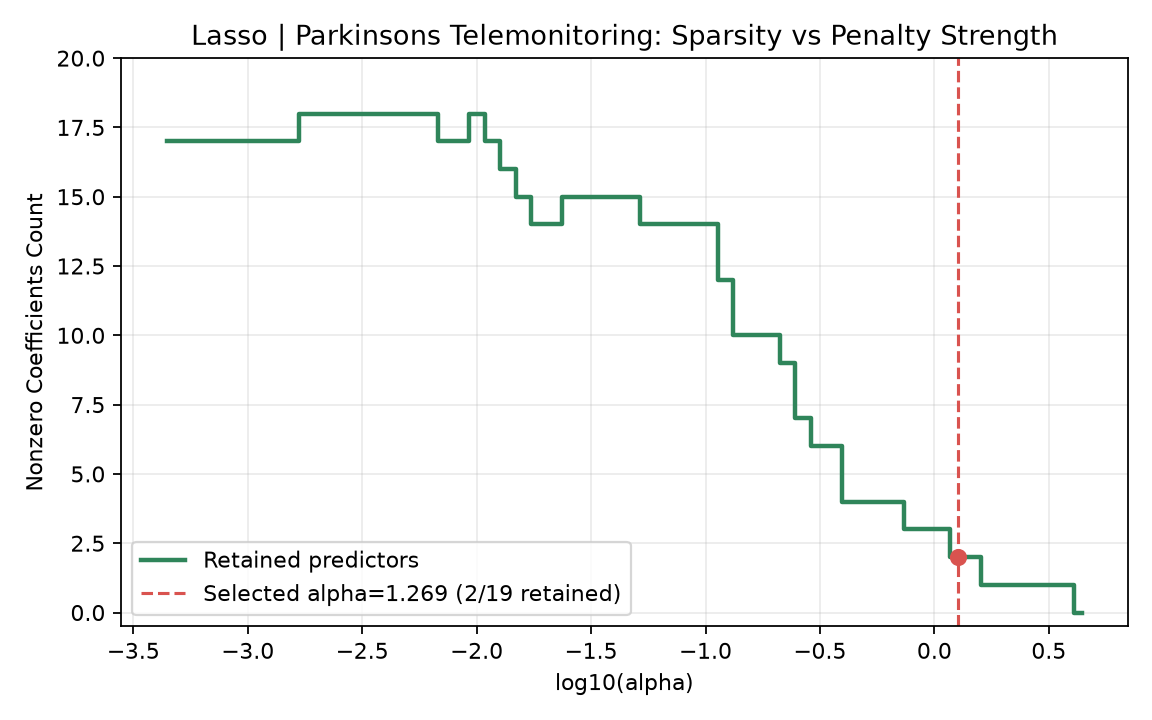 Lasso | Parkinsons Telemonitoring: Sparsity vs Penalty Strength
Nonzero Coefficients Count
20.0
17.5
15.0
12.5
10.0
7.5
5.0
2.5
0.0
Retained predictors
Selected alpha=1.269 (2/19 retained)
−3.5 −3.0 −2.5 −2.0 −1.5 −1.0 −0.5 0.0 0.5
log10(alpha)